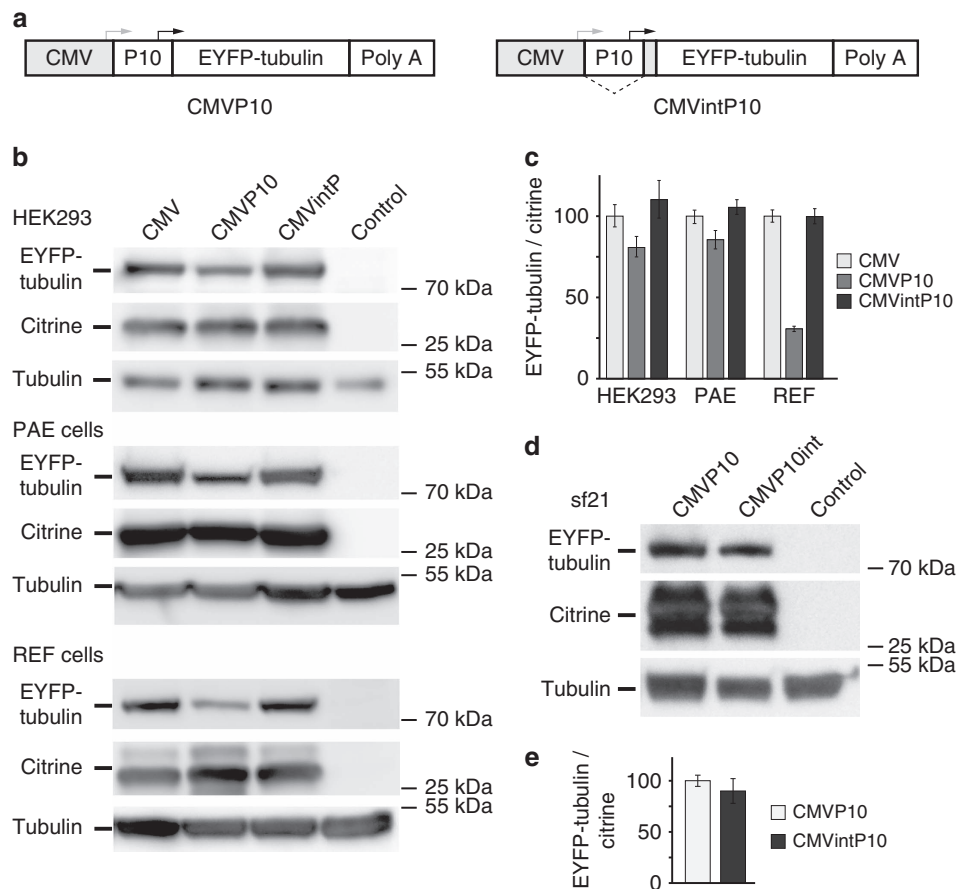 a
CMV P10 EYFP-tubulin Poly A
CMVP10
CMV P10 EYFP-tubulin Poly A
CMVintP10
b
HEK293
CMV CMVP10 CMVintP Control
EYFP-
tubulin
70 kDa
Citrine
25 kDa
55 kDa
Tubulin
PAE cells
EYFP-
tubulin
70 kDa
Citrine
25 kDa
55 kDa
Tubulin
REF cells
EYFP-
tubulin
70 kDa
Citrine
25 kDa
55 kDa
Tubulin
c
EYFP-tubulin / citrine
100
50
0
HEK293 PAE REF
CMV
CMVP10
CMVintP10
d
sf21
CMVP10 CMVP10int Control
EYFP-
tubulin
70 kDa
Citrine
25 kDa
55 kDa
Tubulin
e
EYFP-tubulin /
citrine
100
50
0
CMVP10
CMVintP10